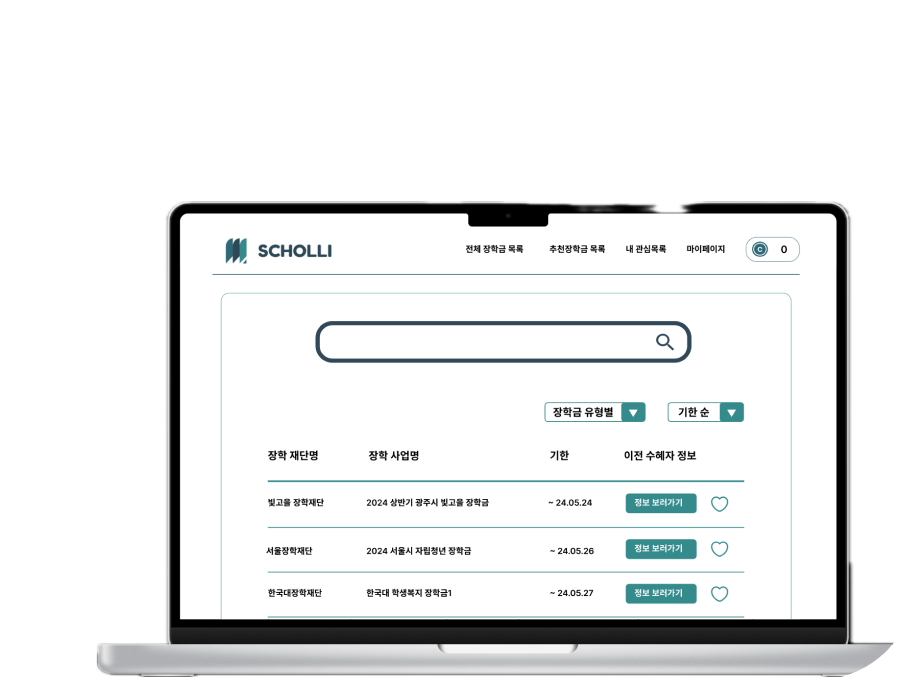 SCHOLLI
전체 장학금 목록 추천장학금 목록 내 관심목록 마이페이지 C 0
장학금 유형별 ▼ 기한 순 ▼
장학 재단명 장학 사업명 기한 이전 수혜자 정보
빛고을 장학재단 2024 상반기 광주시 빛고을 장학금 ~ 24.05.24 정보 보러가기
서울장학재단 2024 서울시 자립청년 장학금 ~ 24.05.26 정보 보러가기
한국대장학재단 한국대 학생복지 장학금1 ~ 24.05.27 정보 보러가기